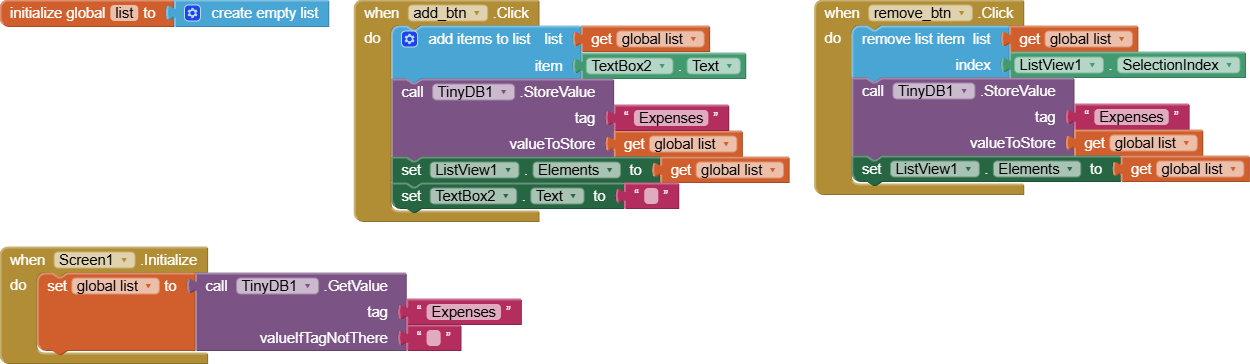 initialize global list to create empty list
when add_btn .Click
do add items to list list get global list
item TextBox2 . Text
call TinyDB1 .StoreValue
tag " Expenses "
valueToStore get global list
set ListView1 . Elements to get global list
set TextBox2 . Text to " "
when remove_btn .Click
do remove list item list get global list
index ListView1 . SelectionIndex
call TinyDB1 .StoreValue
tag " Expenses "
valueToStore get global list
set ListView1 . Elements to get global list
when Screen1 .Initialize
do set global list to call TinyDB1 .GetValue
tag " Expenses "
valueIfTagNotThere " "